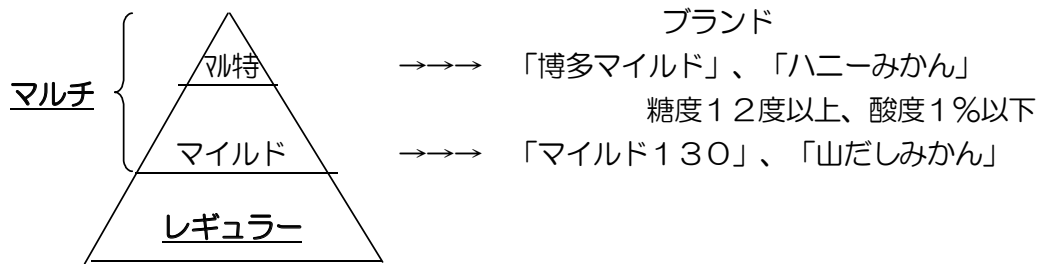 ブランド
マル特 →→→ 「博多マイルド」、「ハニーみかん」
マルチ
糖度12度以上、酸度1%以下
マイルド →→→ 「マイルド130」、「山だしみかん」
レギュラー